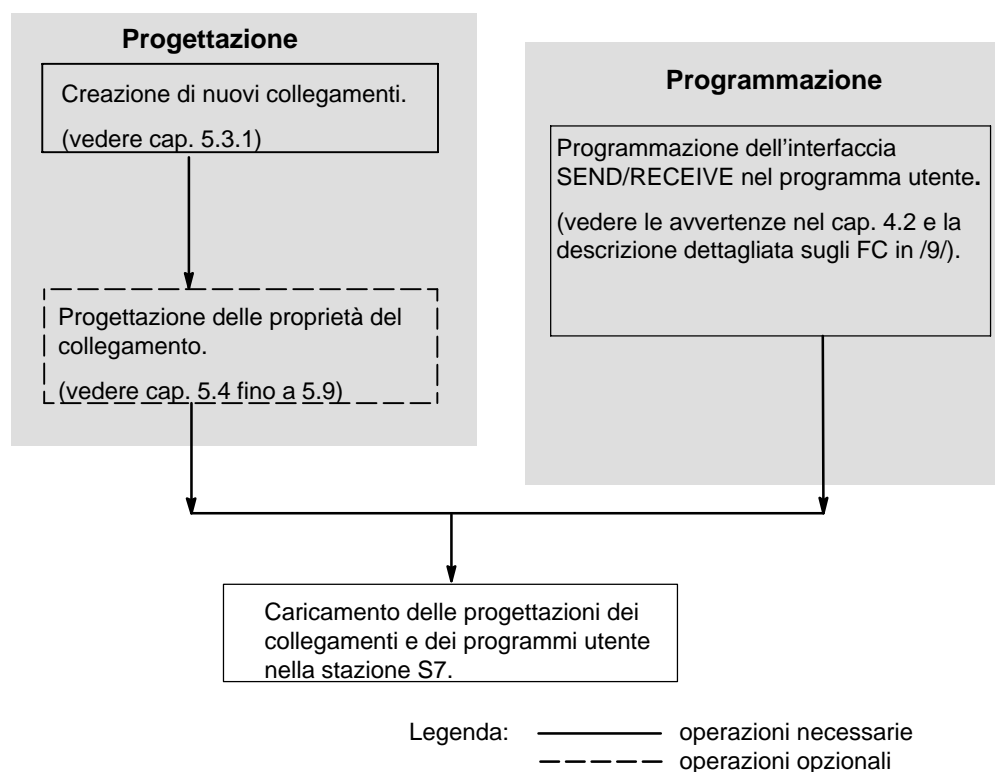 Progettazione
Creazione di nuovi collegamenti.
(vedere cap. 5.3.1)
Progettazione delle proprietà del
collegamento.
(vedere cap. 5.4 fino a 5.9)
Programmazione
Programmazione dell’interfaccia
SEND/RECEIVE nel programma utente.
(vedere le avvertenze nel cap. 4.2 e la
descrizione dettagliata sugli FC in /9/).
Caricamento delle progettazioni dei
collegamenti e dei programmi utente
nella stazione S7.
Legenda:
operazioni necessarie
operazioni opzionali